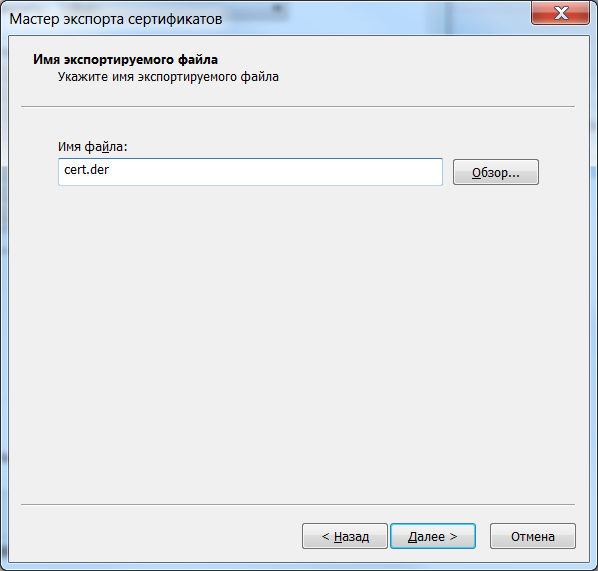 Мастер экспорта сертификатов
Имя экспортируемого файла
Укажите имя экспортируемого файла
Имя файла:
cert.der
Обзор...
< Назад
Далее >
Отмена